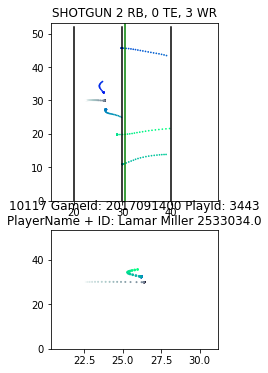 SHOTGUN 2 RB, 0 TE, 3 WR
50
40
30
20
10
0
20 30 40
10117 GameId: 2017091400 PlayId: 3443
PlayerName + ID: Lamar Miller 2533034.0
40
20
0
22.5 25.0 27.5 30.0